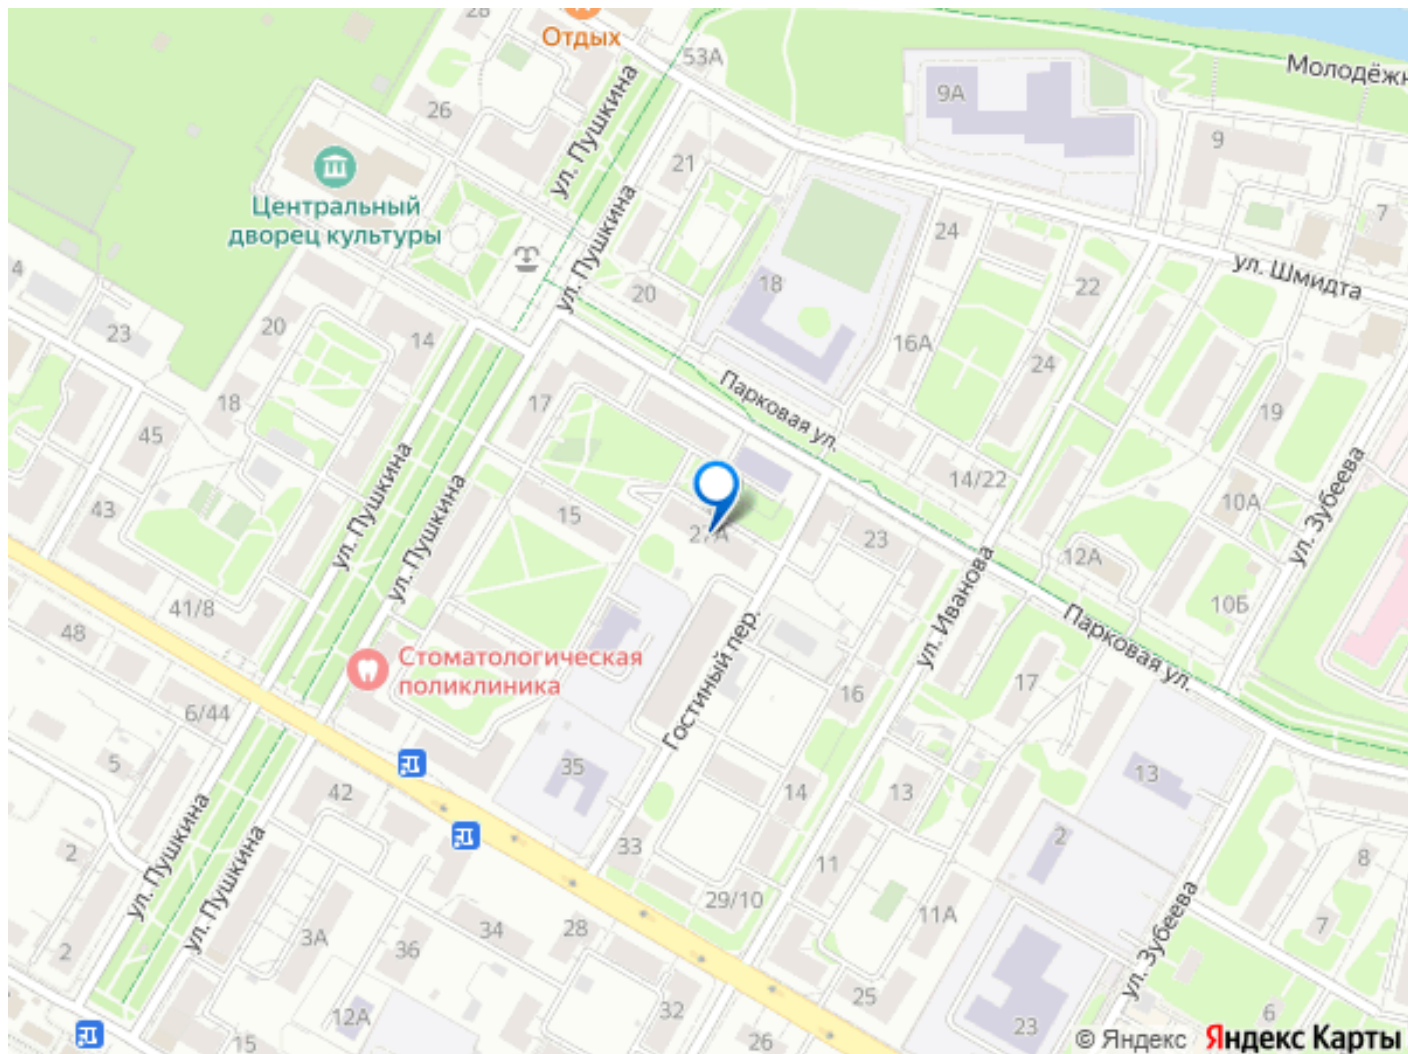 28
Отдых
53А
Молодёжн
9А
26
ул. Пушкина
9
21
Центральный
дворец культуры
ул. Пушкина
7
24
4
ул. Шмидта
20
18
22
23
20
14
16А
24
Парковая ул.
18
17
19
45
14/22
43
ул. Пушкина
ул. Пушкина
15
27А
23
10А
ул. Зубеева
12А
41/8
10Б
48
ул. Иванова
Парковая ул.
Стоматологическая
поликлиника
Гостиный пер.
16
17
6/44
5
35
13
42
14
13
2
ул. Пушкина
ул. Пушкина
33
11
2
8
29/10
11А
ул. Зубеева
34
28
7
3А
36
2
25
32
6
12А
23
15
26
© Яндекс Яндекс Карты